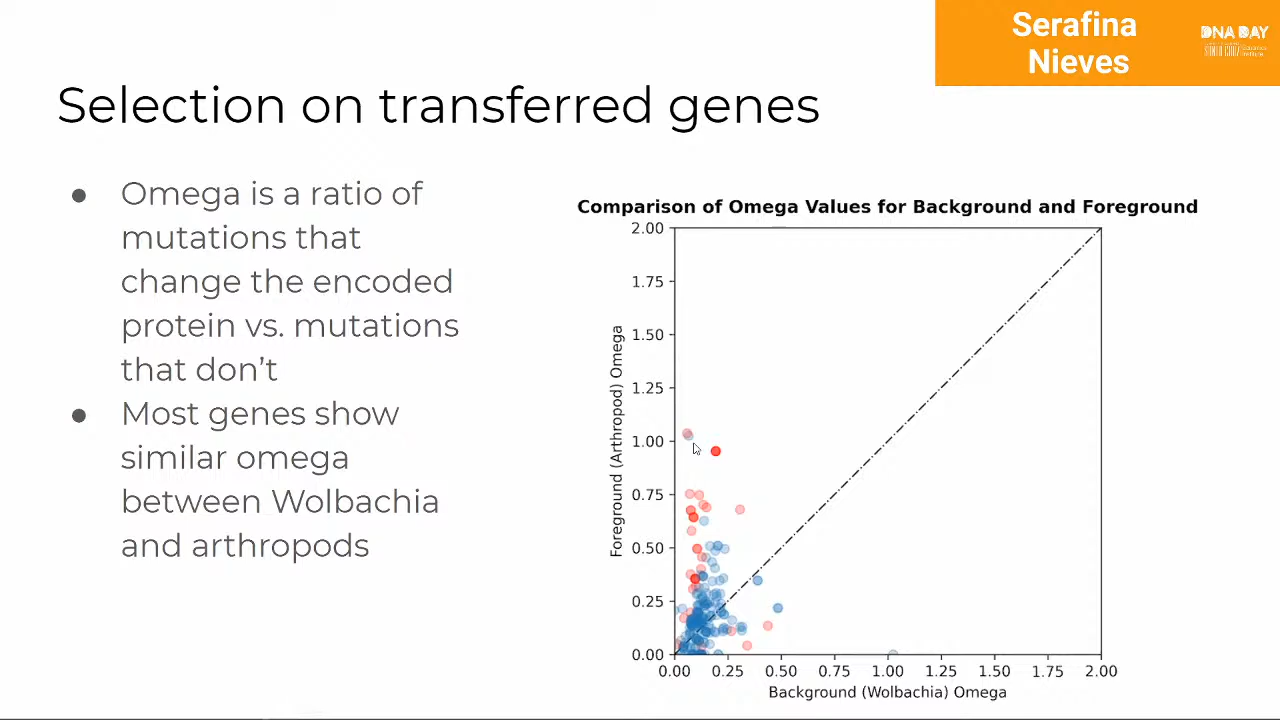 Serafina
Nieves
DNA DAY
Selection on transferred genes
● Omega is a ratio of
mutations that
change the encoded
protein vs. mutations
that don't
● Most genes show
similar omega
between Wolbachia
and arthropods
Comparison of Omega Values for Background and Foreground
2.00
1.75
1.50
1.25
1.00
0.75
0.50
0.25
0.00
Foreground (Arthropod) Omega
0.00 0.25 0.50 0.75 1.00 1.25 1.50 1.75 2.00
Background (Wolbachia) Omega